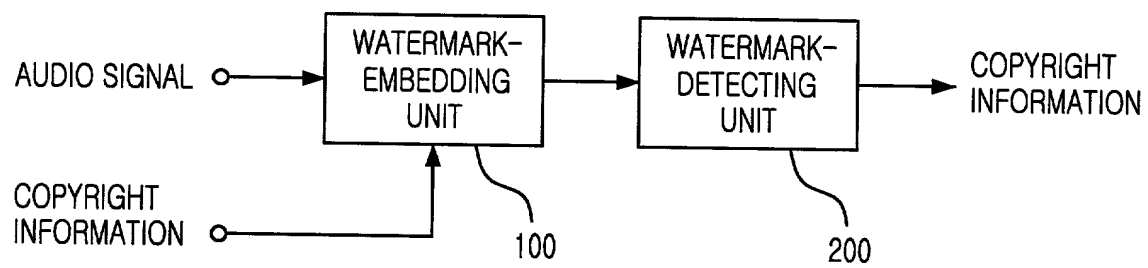 AUDIO SIGNAL
WATERMARK-
EMBEDDING
UNIT
WATERMARK-
DETECTING
UNIT
COPYRIGHT
INFORMATION
COPYRIGHT
INFORMATION
100
200